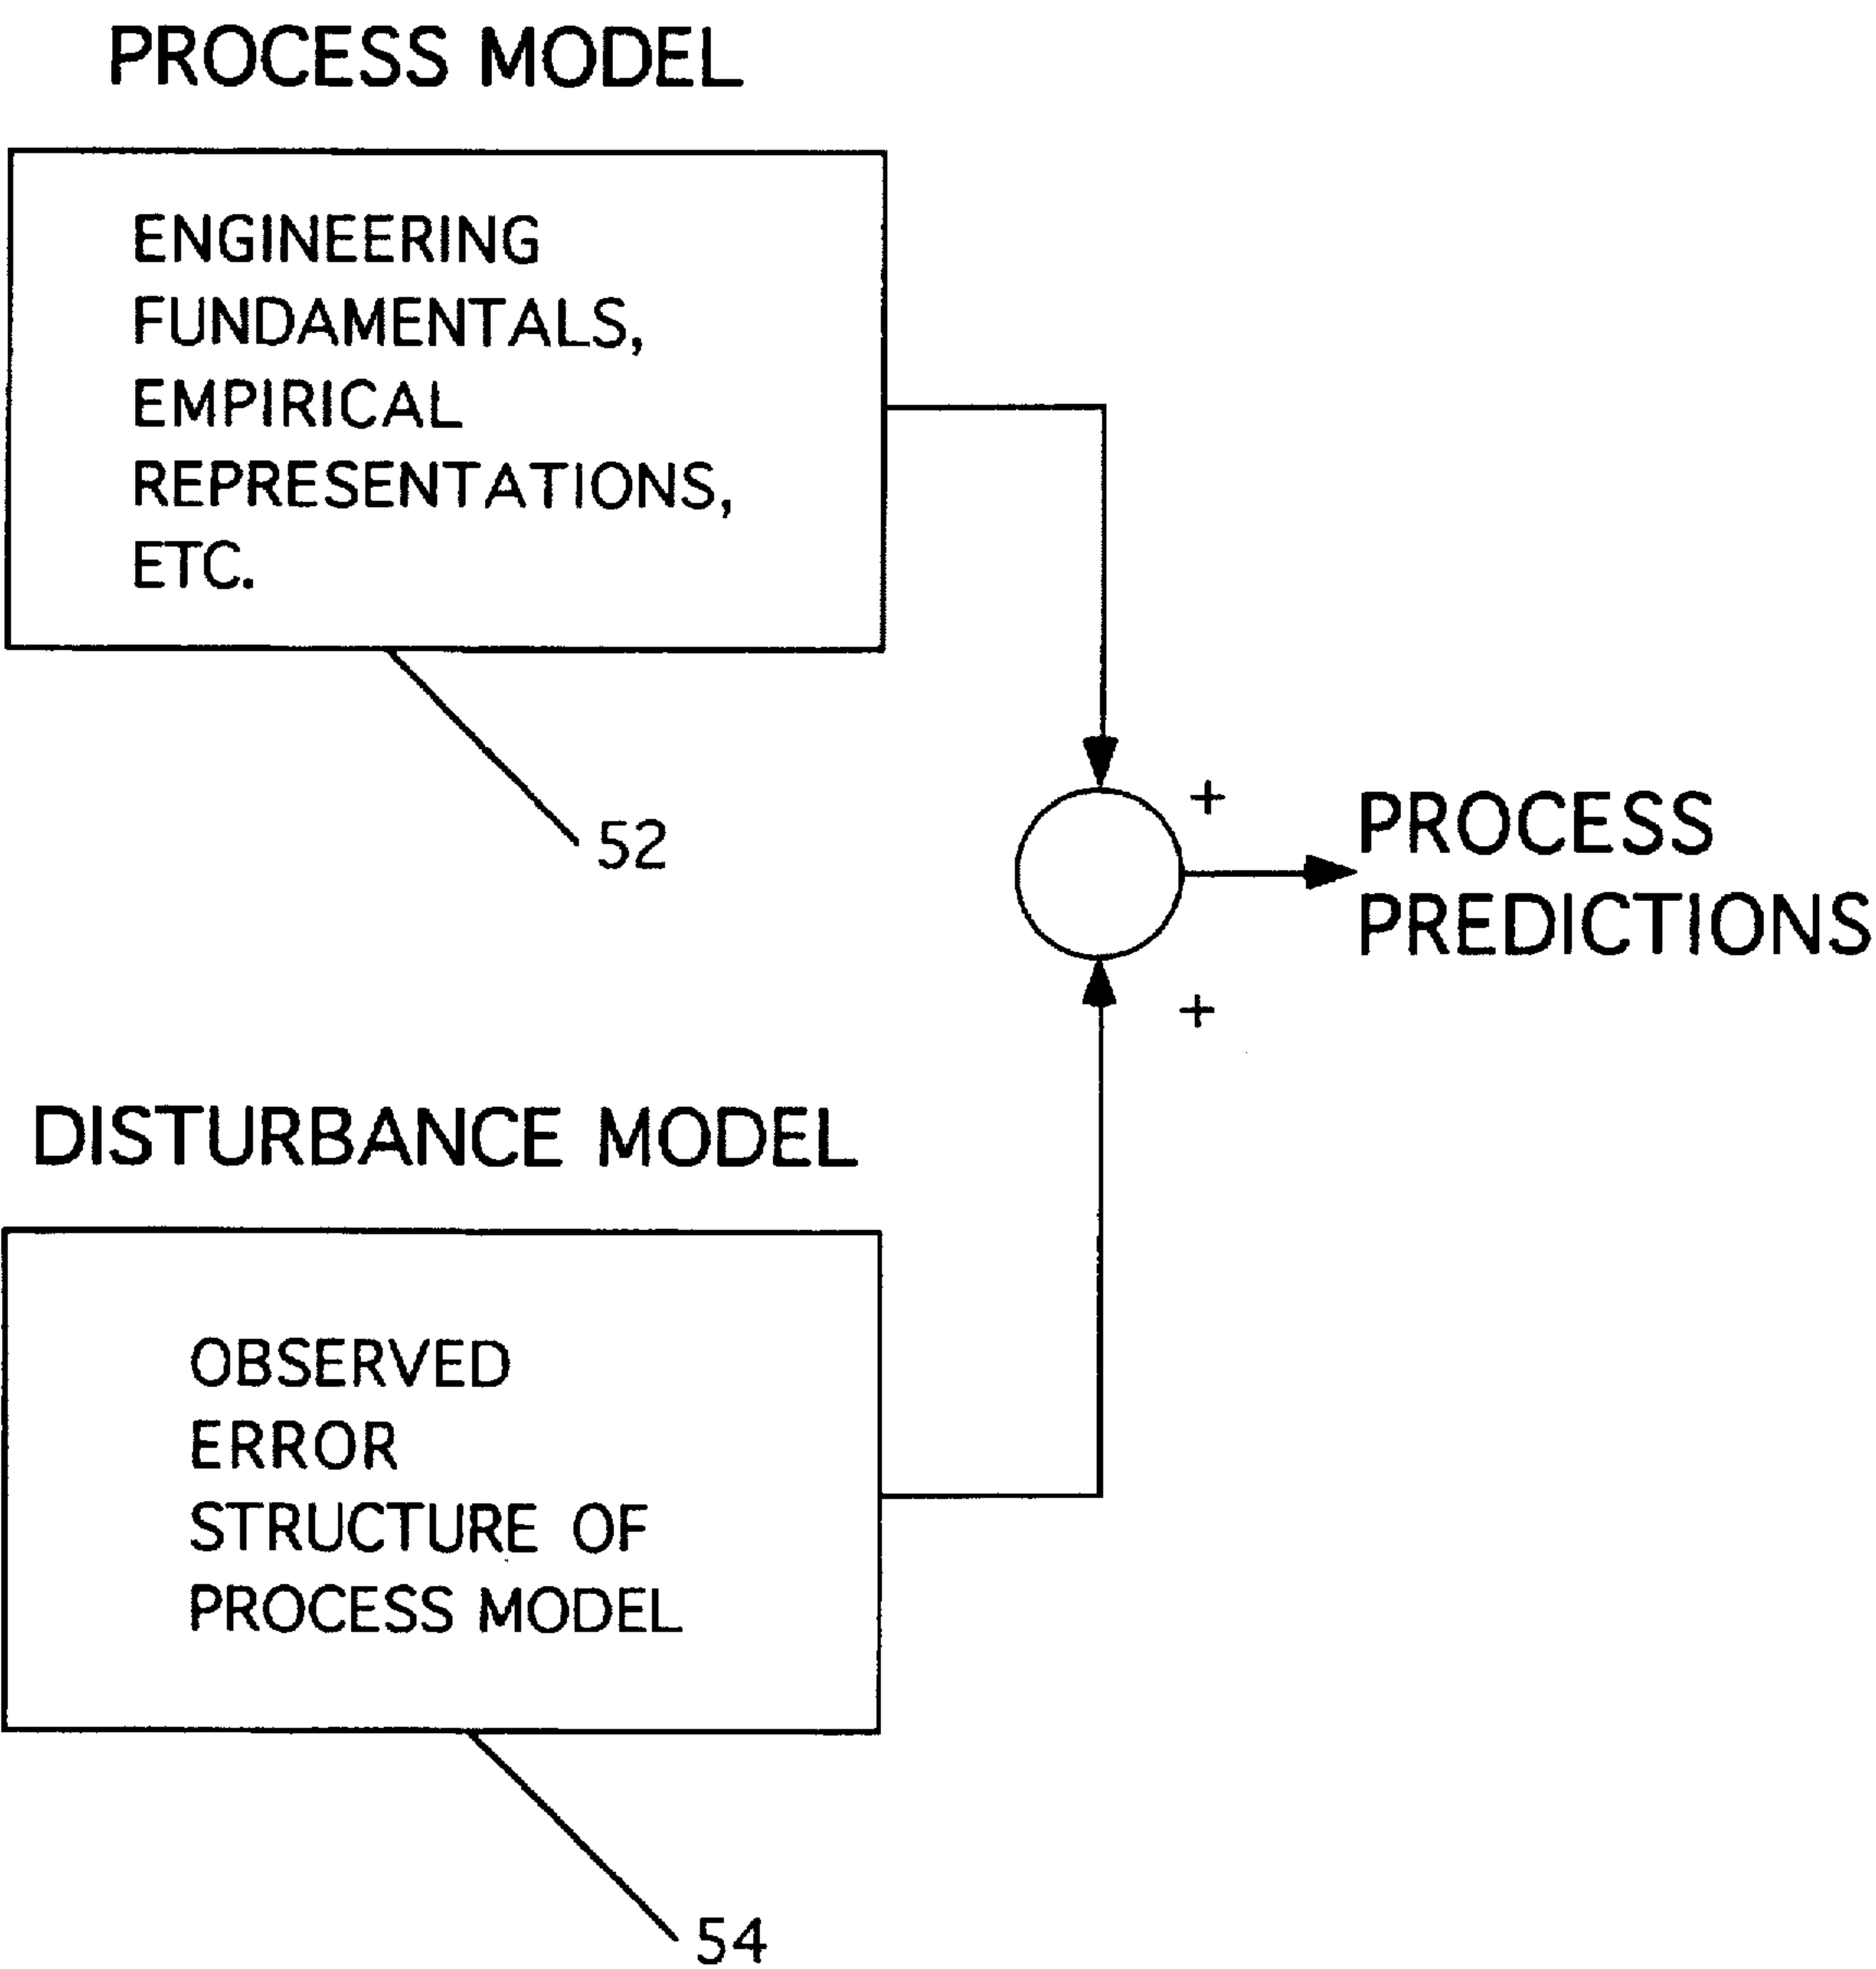 PROCESS MODEL
ENGINEERING
FUNDAMENTALS,
EMPIRICAL
REPRESENTATIONS,
ETC.
52
+
PROCESS
PREDICTIONS
+
DISTURBANCE MODEL
OBSERVED
ERROR
STRUCTURE OF
PROCESS MODEL
54